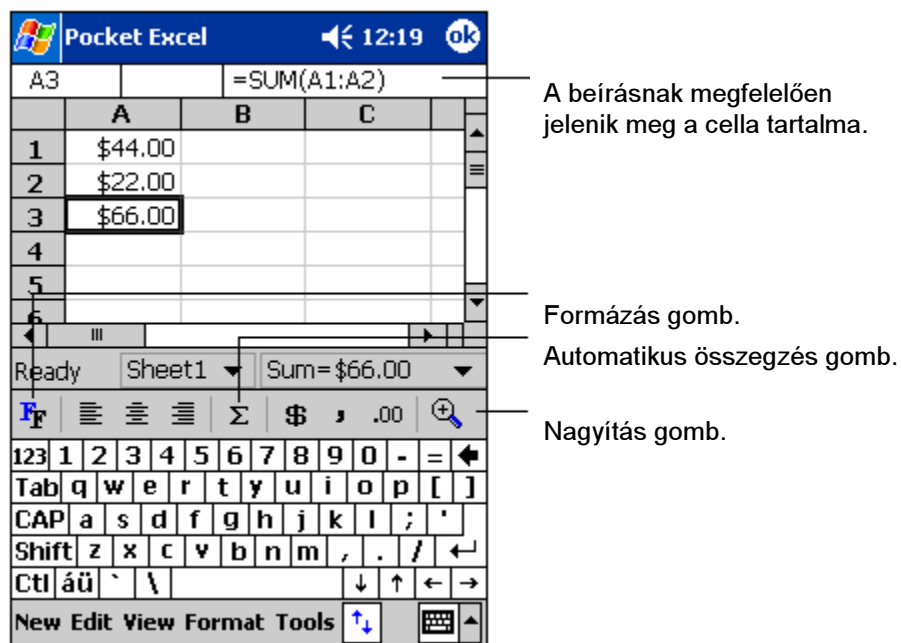 Pocket Excel 12:19 ok
A3 =SUM(A1:A2)
A beírásnak megfelelően
jelenik meg a cella tartalma.
A B C
1 $44.00
2 $22.00
3 $66.00
4
5
6
Formázás gomb.
Automatikus összegzés gomb.
Ready Sheet1 Sum=$66.00
FF Σ $ , .00
Nagyítás gomb.
123 1 2 3 4 5 6 7 8 9 0 - =
Tab q w e r t y u i o p [ ]
CAP a s d f g h j k l ; '
Shift z x c v b n m , . /
Ctl áü ` \ ↓ ↑ ← →
New Edit View Format Tools